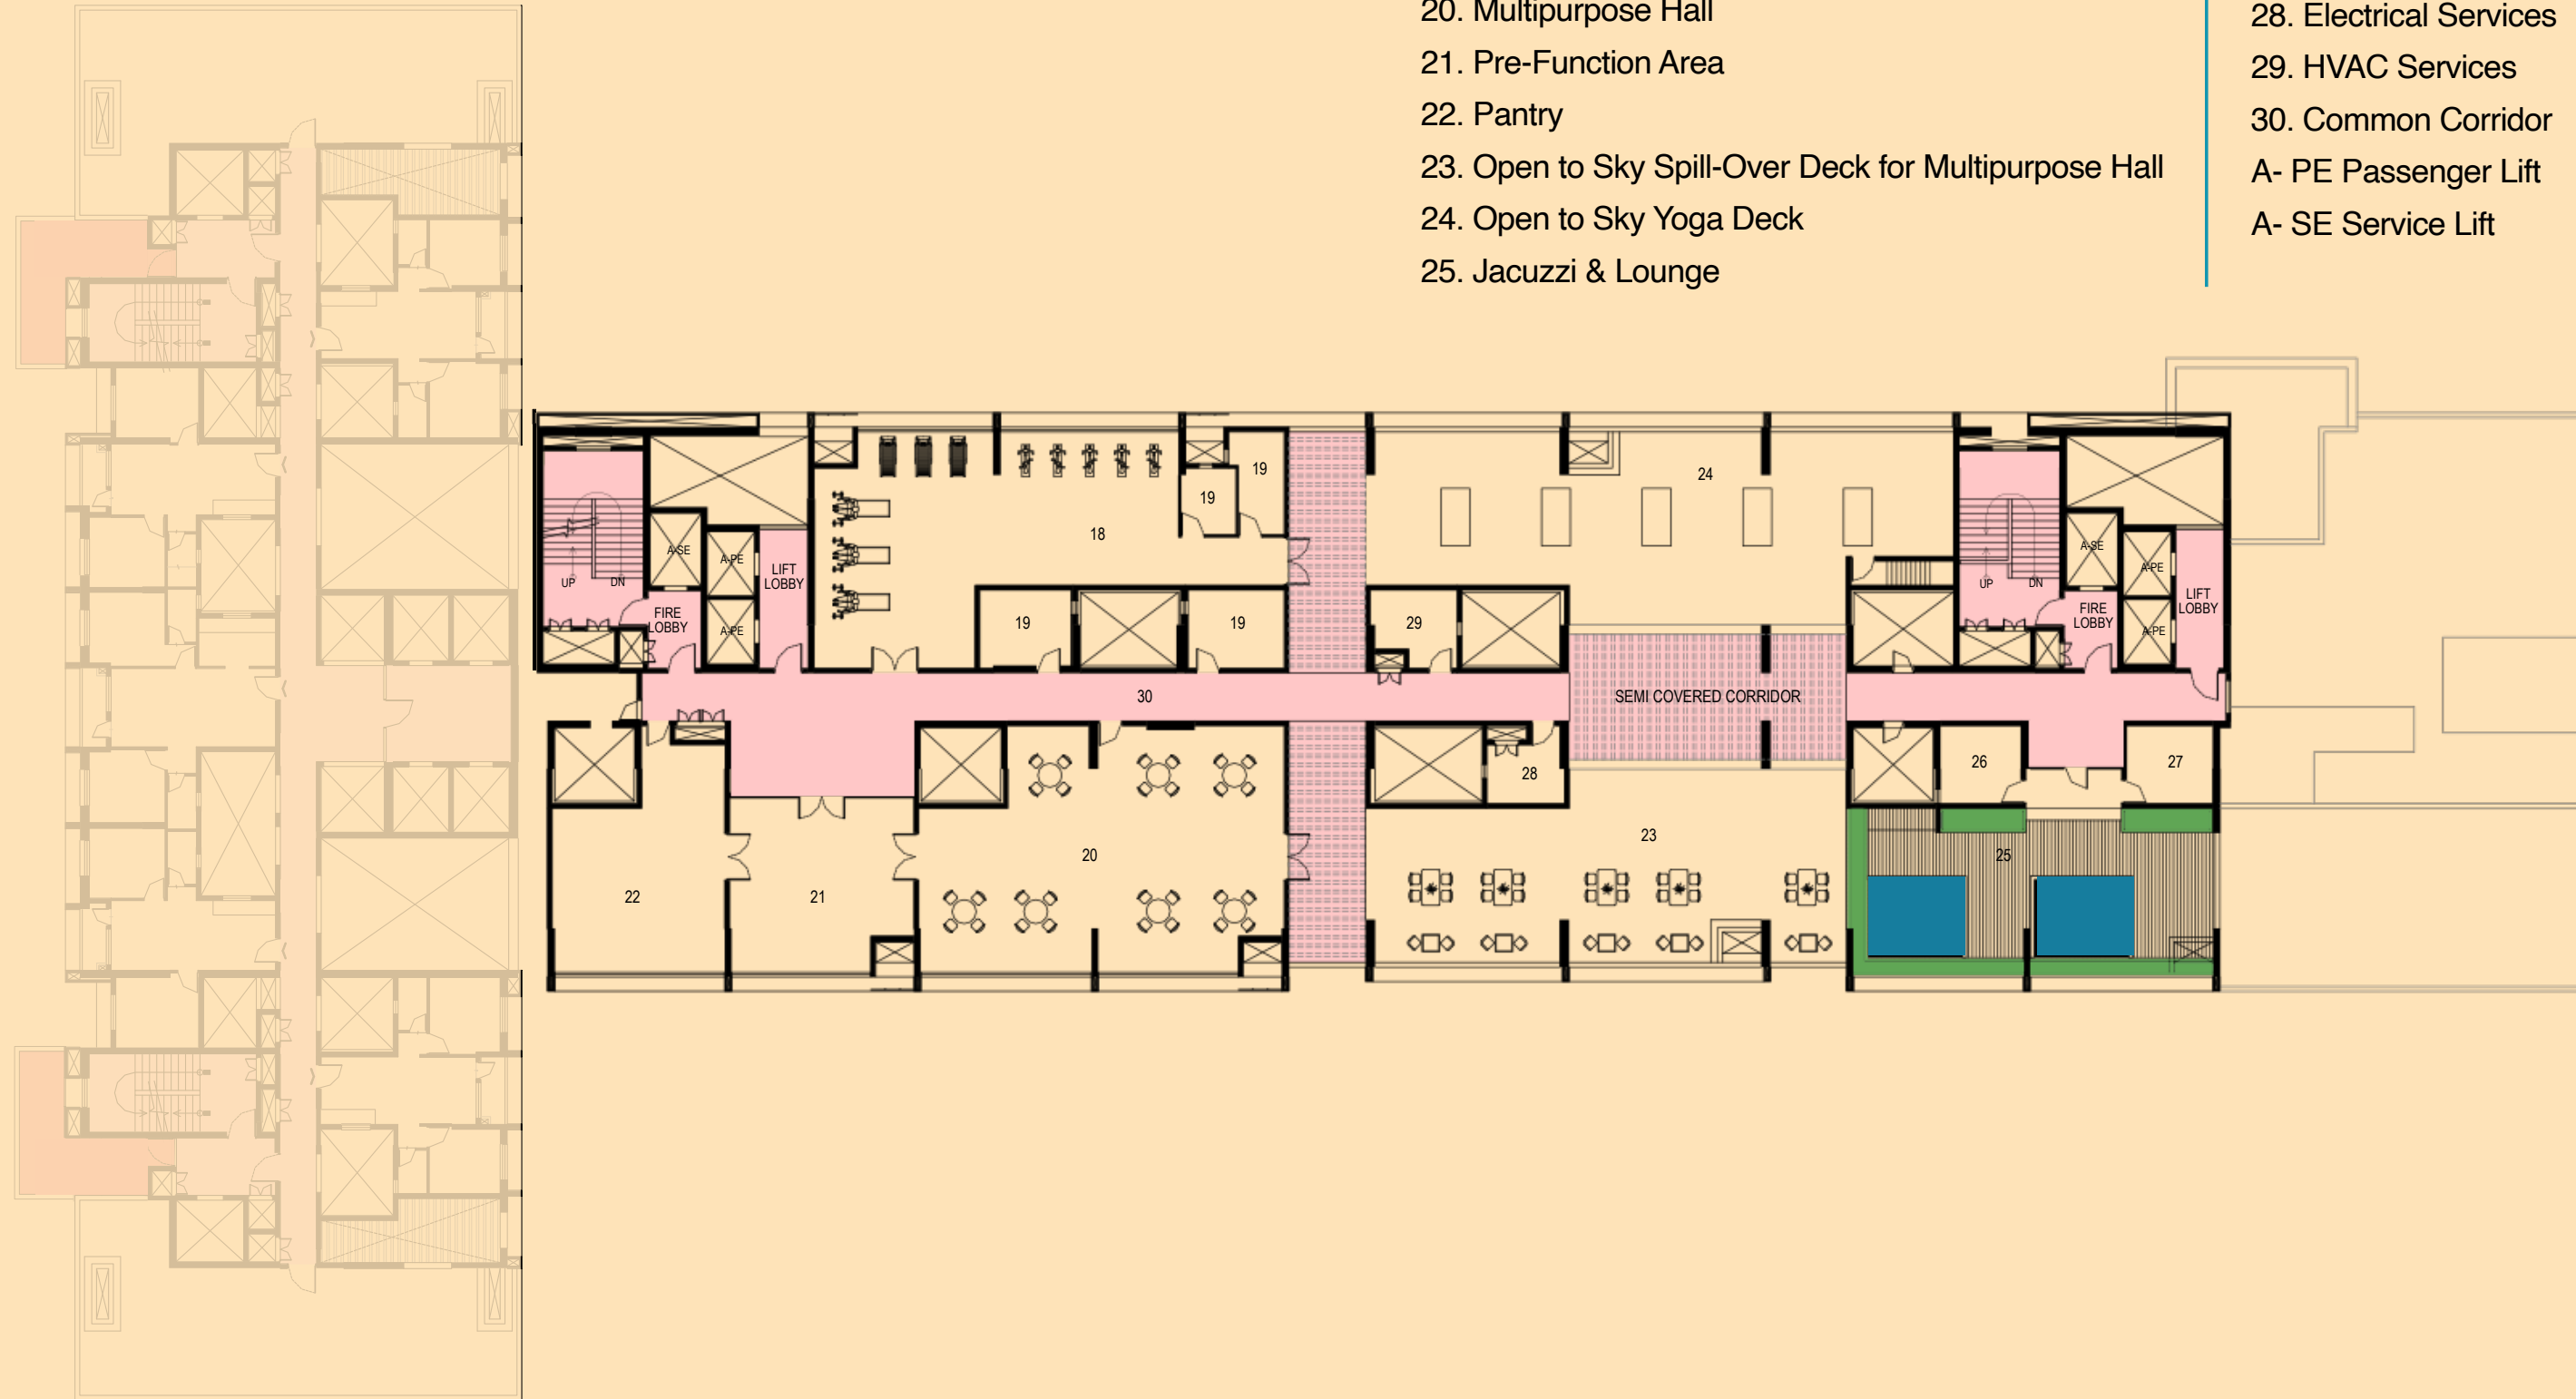 20. Multipurpose Hall
21. Pre-Function Area
22. Pantry
23. Open to Sky Spill-Over Deck for Multipurpose Hall
24. Open to Sky Yoga Deck
25. Jacuzzi & Lounge
28. Electrical Services
29. HVAC Services
30. Common Corridor
A- PE Passenger Lift
A- SE Service Lift
19
24
19
18
A-SE
A-PE
LIFT
LOBBY
UP
DN
FIRE
LOBBY
A-PE
19
19
29
A-SE
A-PE
UP
DN
LIFT
LOBBY
FIRE
LOBBY
A-PE
30
SEMI COVERED CORRIDOR
28
26
27
23
20
25
22
21